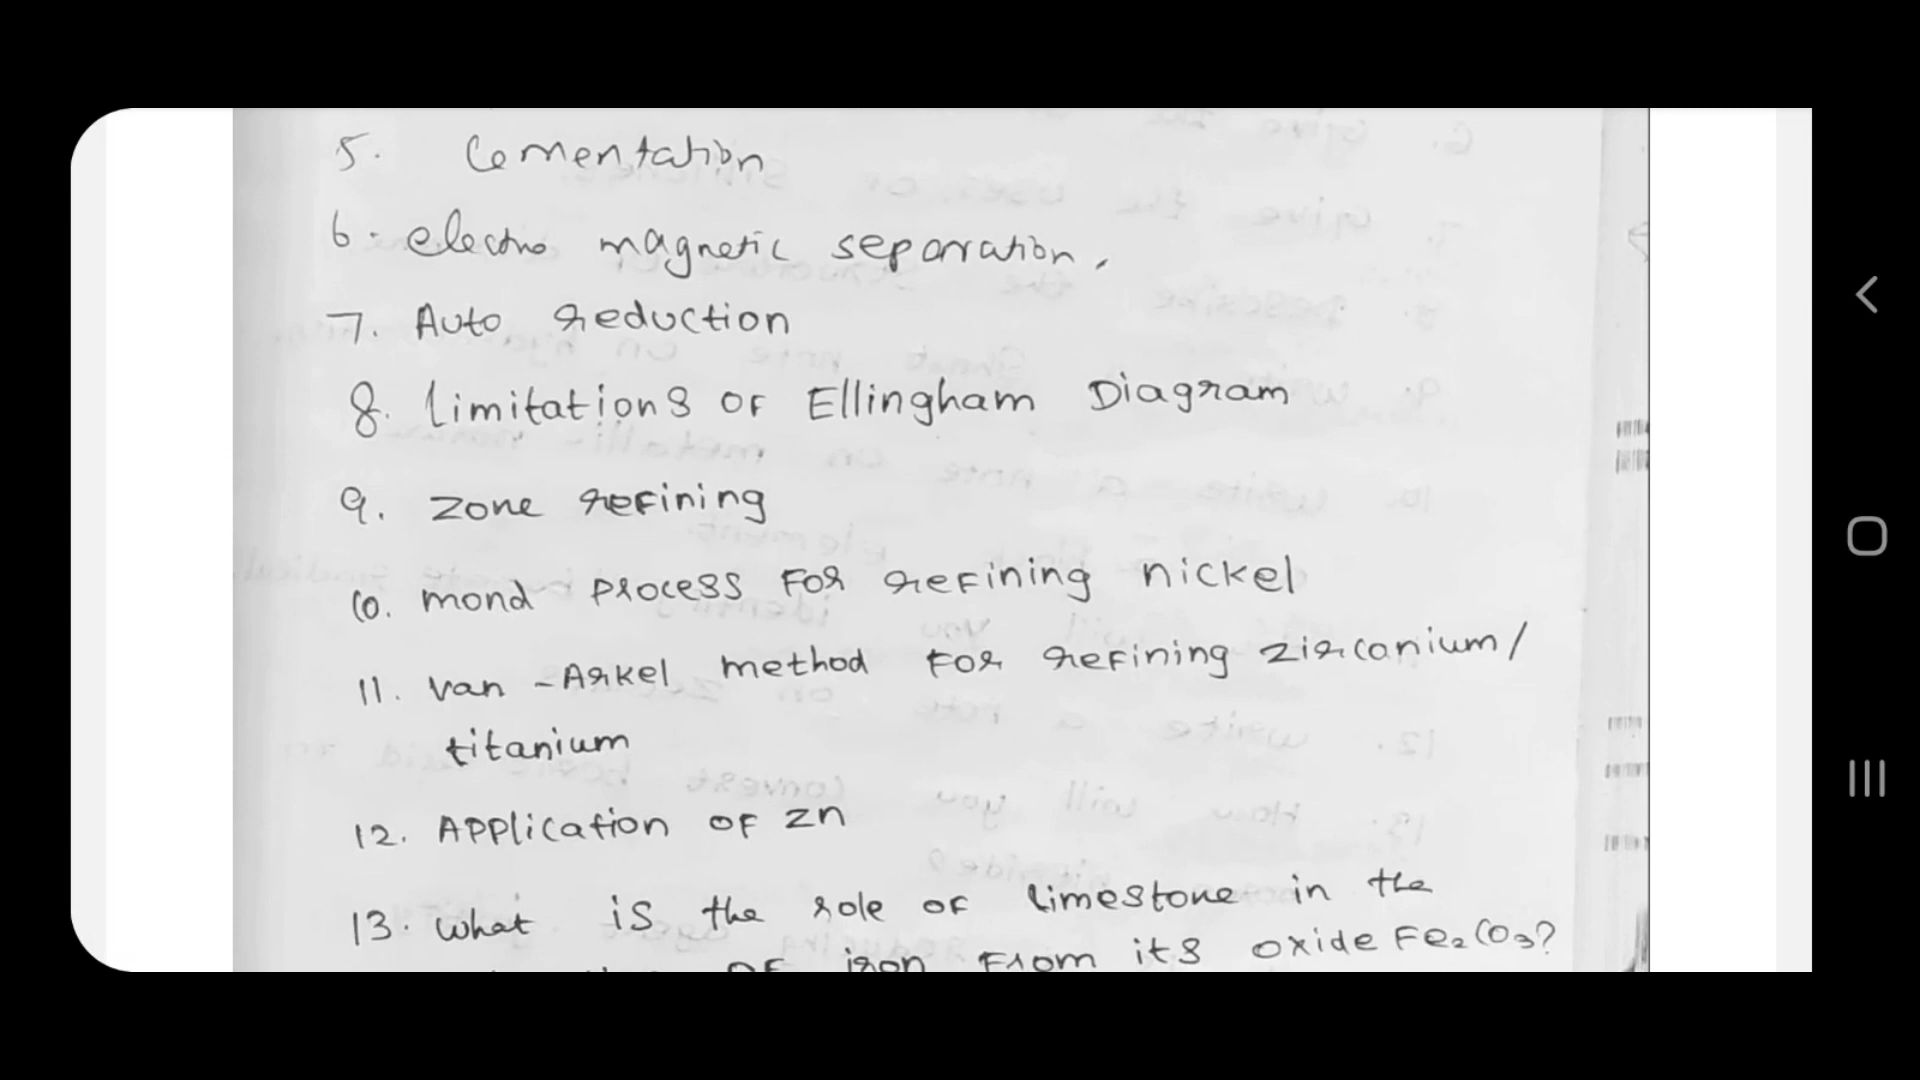 5. Cementation
6. electro magnetic separation.
7. Auto reduction
8. Limitations of Ellingham Diagram
9. zone refining
10. mond process for refining nickel
11. van-Arkel method for refining zirconium/
titanium
12. Application of zn
13. What is the role of limestone in the
of iron from its oxide Fe₂CO₃?